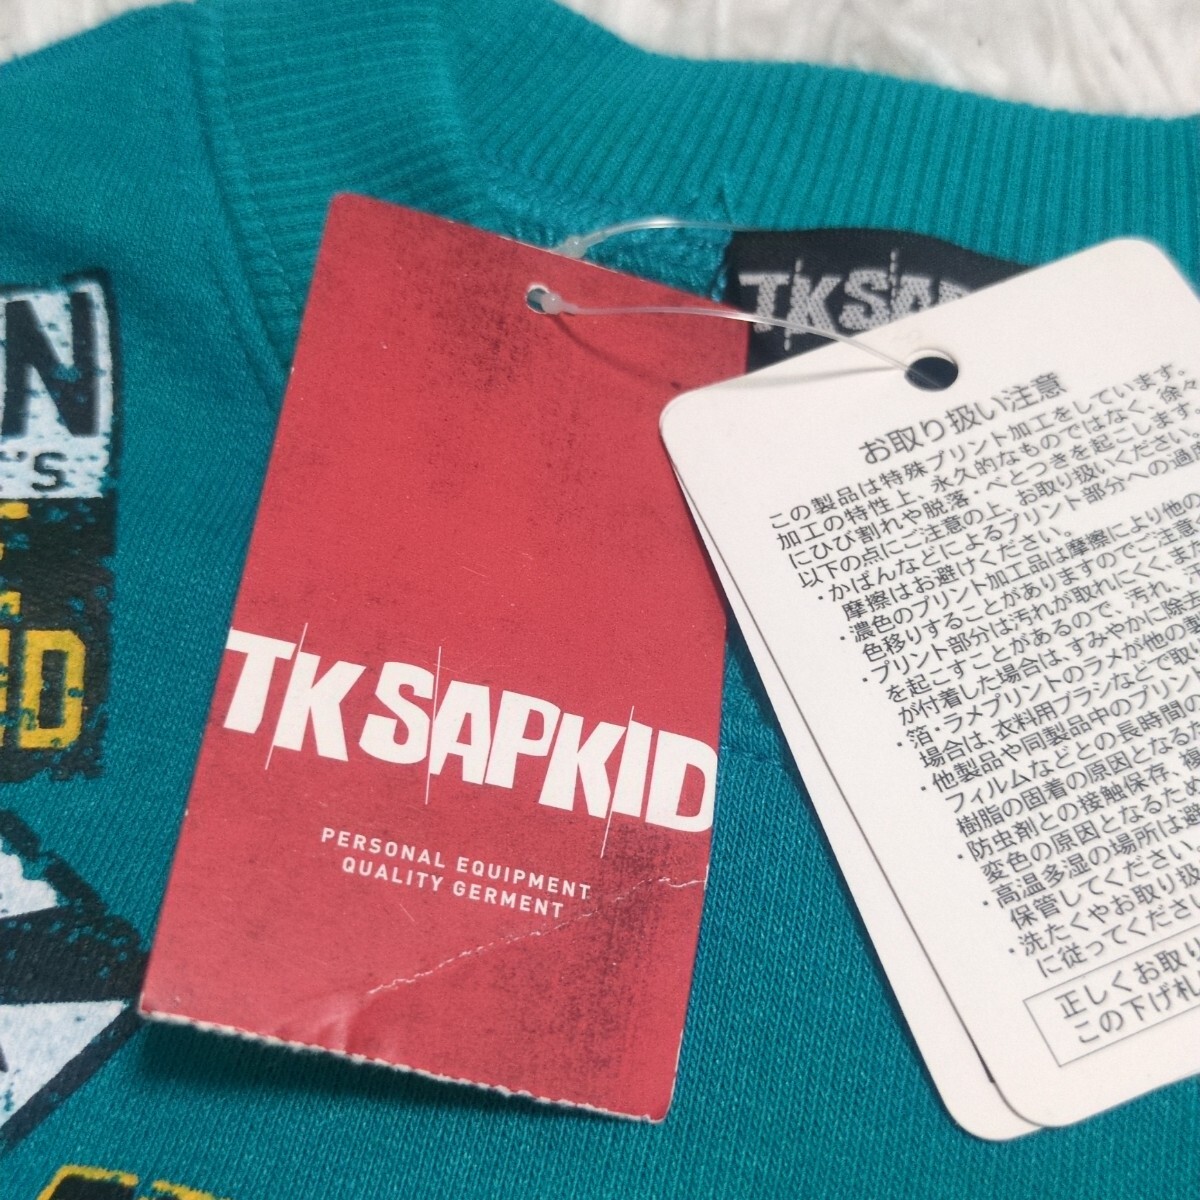 N
'S
ED
TK SAP
TK SAPKID
PERSONAL EQUIPMENT
QUALITY GERMENT
お取り扱い注意
この製品は特殊プリント加工をしています。
加工の特性上、永久的なものではなく、徐々
にひび割れや脱落・べとつきを起こします。
以下の点にご注意の上、お取り扱いください。
・かばんなどによるプリント部分への過度
摩擦はお避けください。
・濃色のプリント加工品は摩擦により他の
色移りすることがありますのでご注意
・プリント部分は汚れが取れにくく、また
を起こすことがあるので、汚れ、
が付着した場合は、すみやかに除去
・箔・ラメプリントのラメが他の製
場合は、衣料用ブラシなどで取り
・他製品や同製品中のプリント
フィルムなどとの長時間の
樹脂の固着の原因となるた
・防虫剤との接触保存、
変色の原因となるため
・高温多湿の場所は避
保管してください
・洗たくやお取り扱
に従ってくださ
正しくお取り
この下げ札